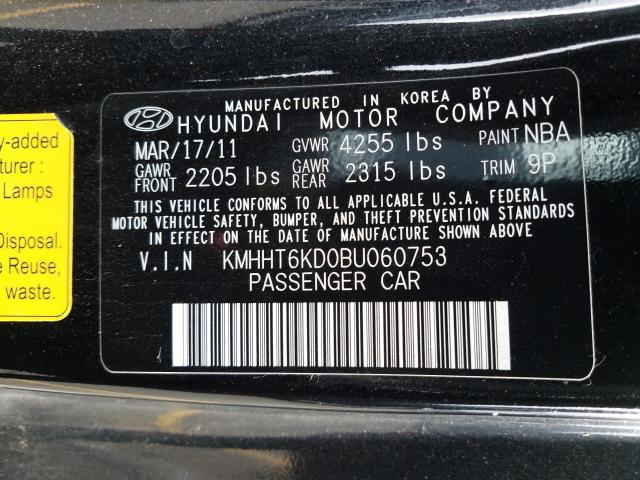 MANUFACTURED IN KOREA BY
HYUNDAI MOTOR COMPANY
MAR/17/11 GVWR 4255 lbs PAINT NBA
GAWR FRONT 2205 lbs GAWR REAR 2315 lbs TRIM 9P
THIS VEHICLE CONFORMS TO ALL APPLICABLE U.S.A. FEDERAL
MOTOR VEHICLE SAFETY, BUMPER, AND THEFT PREVENTION STANDARDS
IN EFFECT ON THE DATE OF MANUFACTURE SHOWN ABOVE.
V.I.N KMHHT6KD0BU060753
PASSENGER CAR
y-added
turer :
Lamps
Disposal.
Reuse,
waste.